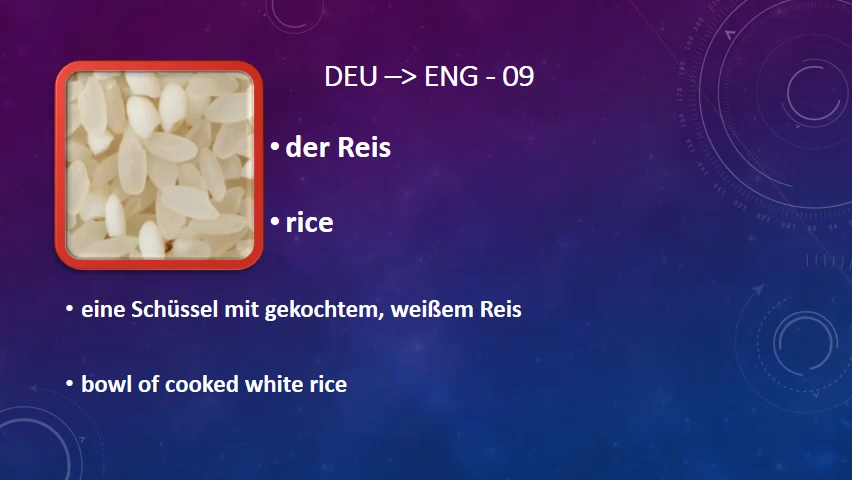 DEU –> ENG - 09
• der Reis
• rice
• eine Schüssel mit gekochtem, weißem Reis
• bowl of cooked white rice